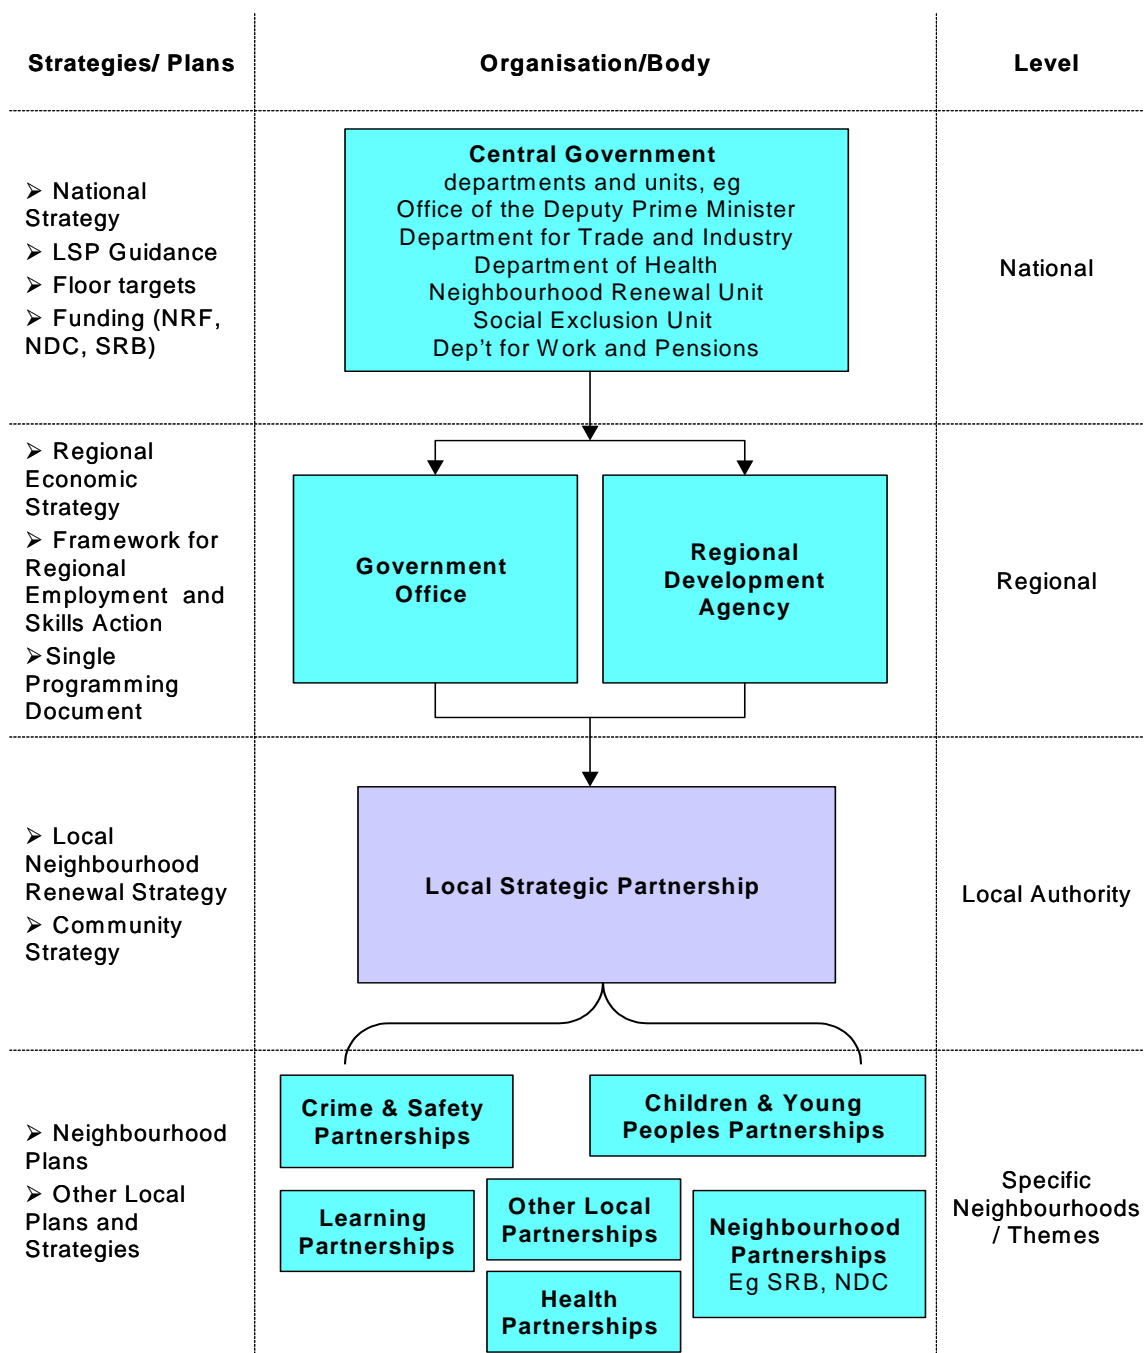 Strategies/ Plans
Organisation/Body
Level
➢ National
Strategy
➢ LSP Guidance
➢ Floor targets
➢ Funding (NRF,
NDC, SRB)
Central Government
departments and units, eg
Office of the Deputy Prime Minister
Department for Trade and Industry
Department of Health
Neighbourhood Renewal Unit
Social Exclusion Unit
Dep't for Work and Pensions
National
➢ Regional
Economic
Strategy
➢ Framework for
Regional
Employment and
Skills Action
➢Single
Programming
Document
Government
Office
Regional
Development
Agency
Regional
➢ Local
Neighbourhood
Renewal Strategy
➢ Community
Strategy
Local Strategic Partnership
Local Authority
➢ Neighbourhood
Plans
➢ Other Local
Plans and
Strategies
Crime & Safety
Partnerships
Children & Young
Peoples Partnerships
Learning
Partnerships
Other Local
Partnerships
Neighbourhood
Partnerships
Eg SRB, NDC
Health
Partnerships
Specific
Neighbourhoods
/ Themes